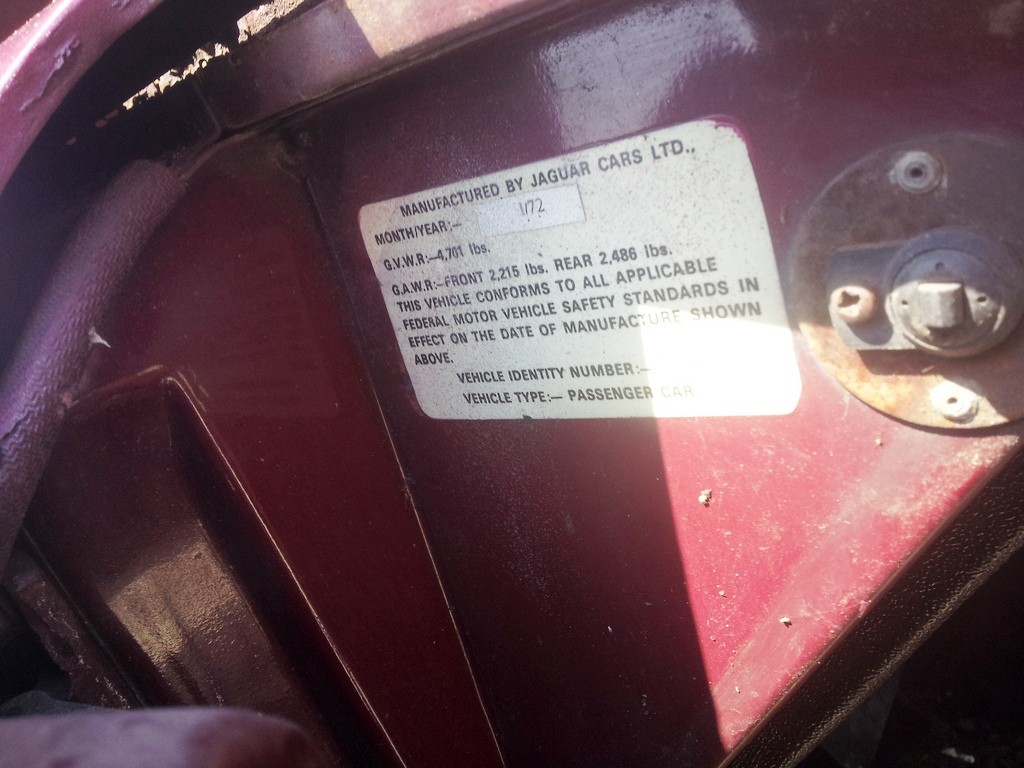 MANUFACTURED BY JAGUAR CARS LTD.,
MONTH/YEAR:—
G.V.W.R:—4,701 lbs.
G.A.W.R:—FRONT 2,215 lbs. REAR 2,486 lbs.
THIS VEHICLE CONFORMS TO ALL APPLICABLE
FEDERAL MOTOR VEHICLE SAFETY STANDARDS IN
EFFECT ON THE DATE OF MANUFACTURE SHOWN
ABOVE.
VEHICLE IDENTITY NUMBER:—
VEHICLE TYPE:— PASSENGER CAR